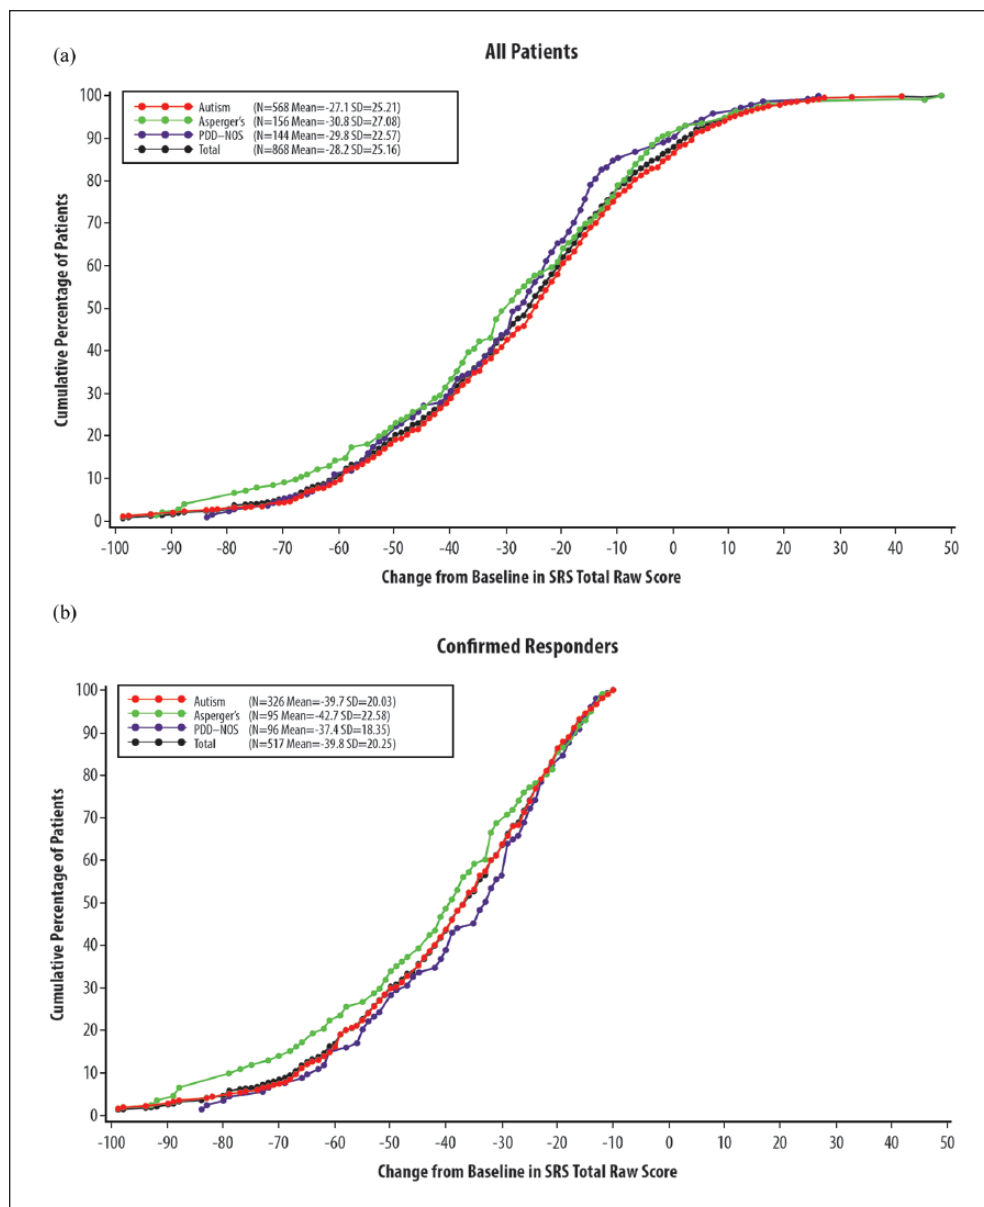 (a)
All Patients
Autism (N=568 Mean=-27.1 SD=25.21)
Asperger's (N=156 Mean=-30.8 SD=27.08)
PDD-NOS (N=144 Mean=-29.8 SD=22.57)
Total (N=868 Mean=-28.2 SD=25.16)
Cumulative Percentage of Patients
100
90
80
70
60
50
40
30
20
10
0
-100 -90 -80 -70 -60 -50 -40 -30 -20 -10 0 10 20 30 40 50
Change from Baseline in SRS Total Raw Score
(b)
Confirmed Responders
Autism (N=326 Mean=-39.7 SD=20.03)
Asperger's (N=95 Mean=-42.7 SD=22.58)
PDD-NOS (N=96 Mean=-37.4 SD=18.35)
Total (N=517 Mean=-39.8 SD=20.25)
Cumulative Percentage of Patients
100
90
80
70
60
50
40
30
20
10
0
-100 -90 -80 -70 -60 -50 -40 -30 -20 -10 0 10 20 30 40 50
Change from Baseline in SRS Total Raw Score